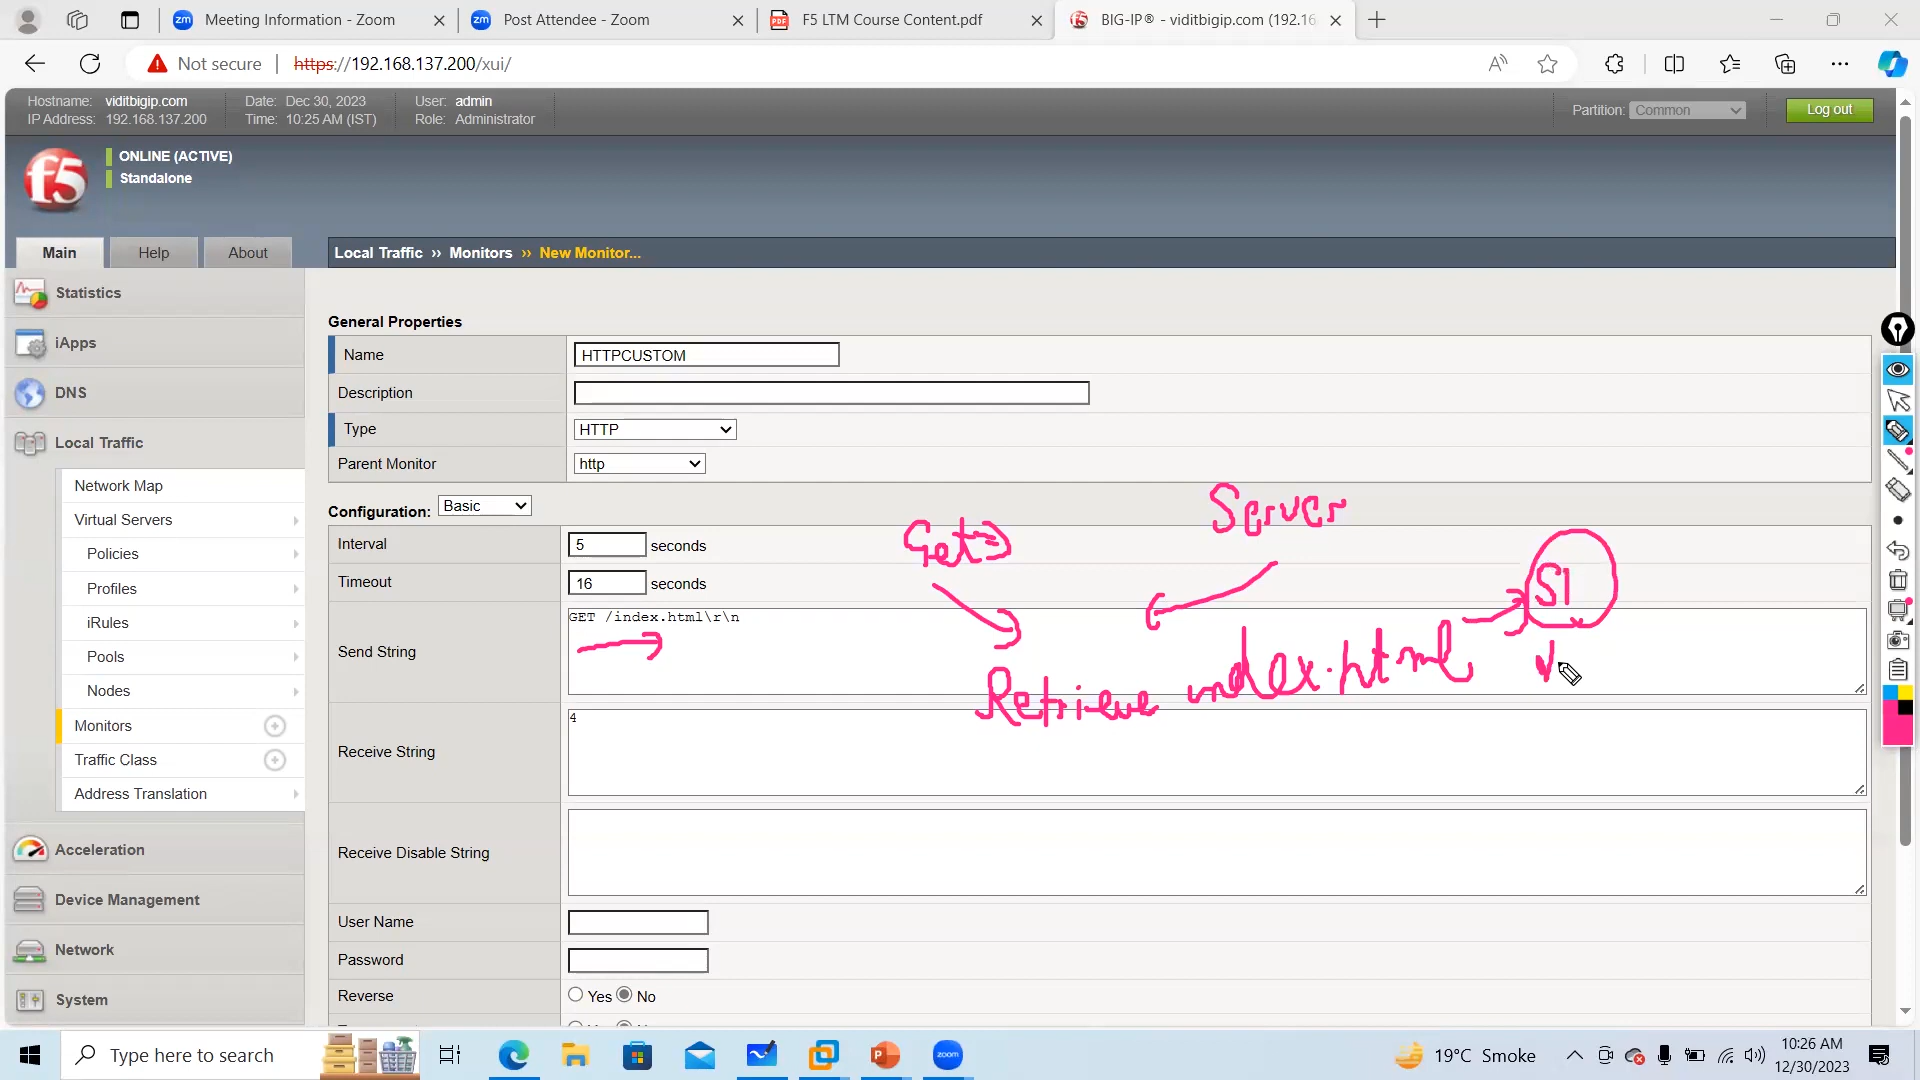 Meeting Information - Zoom
Post Attendee - Zoom
F5 LTM Course Content.pdf
BIG-IP® - viditbigip.com (192.16
Not secure
https://192.168.137.200/xui/
Hostname: viditbigip.com
IP Address: 192.168.137.200
Date: Dec 30, 2023
Time: 10:25 AM (IST)
User: admin
Role: Administrator
Partition: Common
Log out
f5
ONLINE (ACTIVE)
Standalone
Main
Help
About
Local Traffic ›› Monitors ›› New Monitor...
Statistics
iApps
DNS
Local Traffic
Network Map
Virtual Servers
Policies
Profiles
iRules
Pools
Nodes
Monitors
Traffic Class
Address Translation
Acceleration
Device Management
Network
System
General Properties
Name HTTPCUSTOM
Description
Type HTTP
Parent Monitor http
Configuration: Basic
Interval 5 seconds
Timeout 16 seconds
Send String GET /index.html\r\n
Receive String 4
Receive Disable String
User Name
Password
Reverse Yes No
Get
Server
S1
Retrieve index.html
Type here to search
zoom
19°C Smoke
10:26 AM
12/30/2023